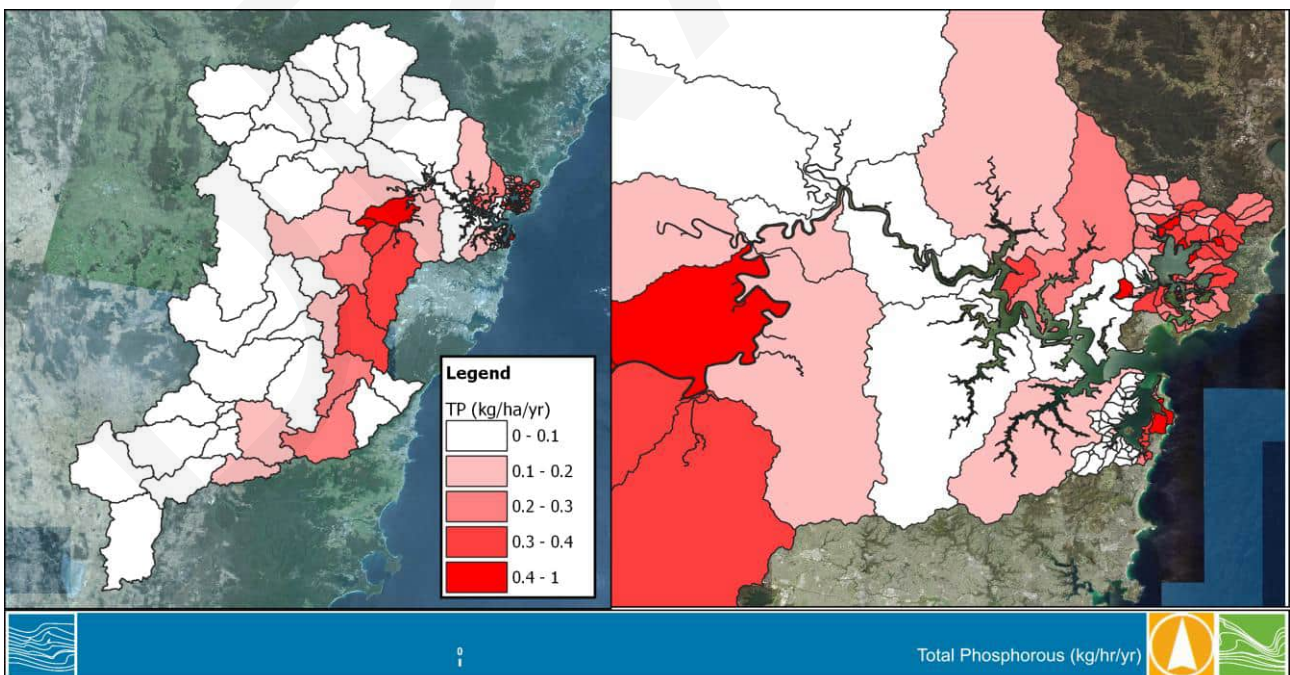 Legend
TP (kg/ha/yr)
0 - 0.1
0.1 - 0.2
0.2 - 0.3
0.3 - 0.4
0.4 - 1
0
Total Phosphorous (kg/hr/yr)